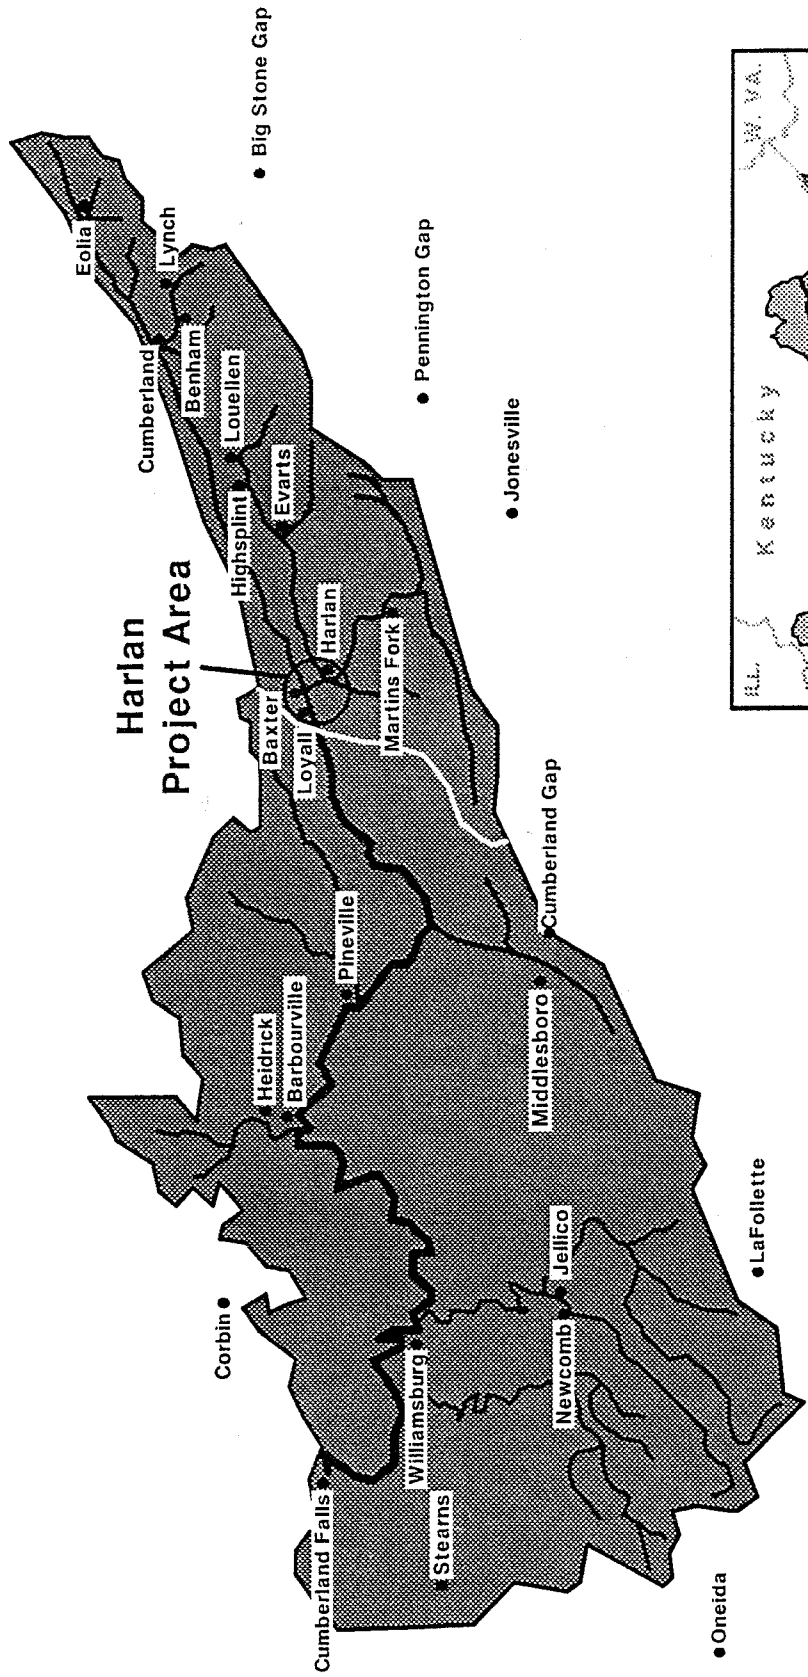 Harlan
Project Area
Eolia
Big Stone Gap
Lynch
Cumberland
Benham
Louellen
Pennington Gap
Highsplint
Evarts
Jonesville
Harlan
Baxter
Loyall
Martins Fork
Cumberland Gap
Pineville
Heidrick
Barbourville
Middlesboro
Corbin
Jellico
LaFollette
Williamsburg
Newcomb
Cumberland Falls
Stearns
Oneida
ILL.
Kentucky
W. VA.